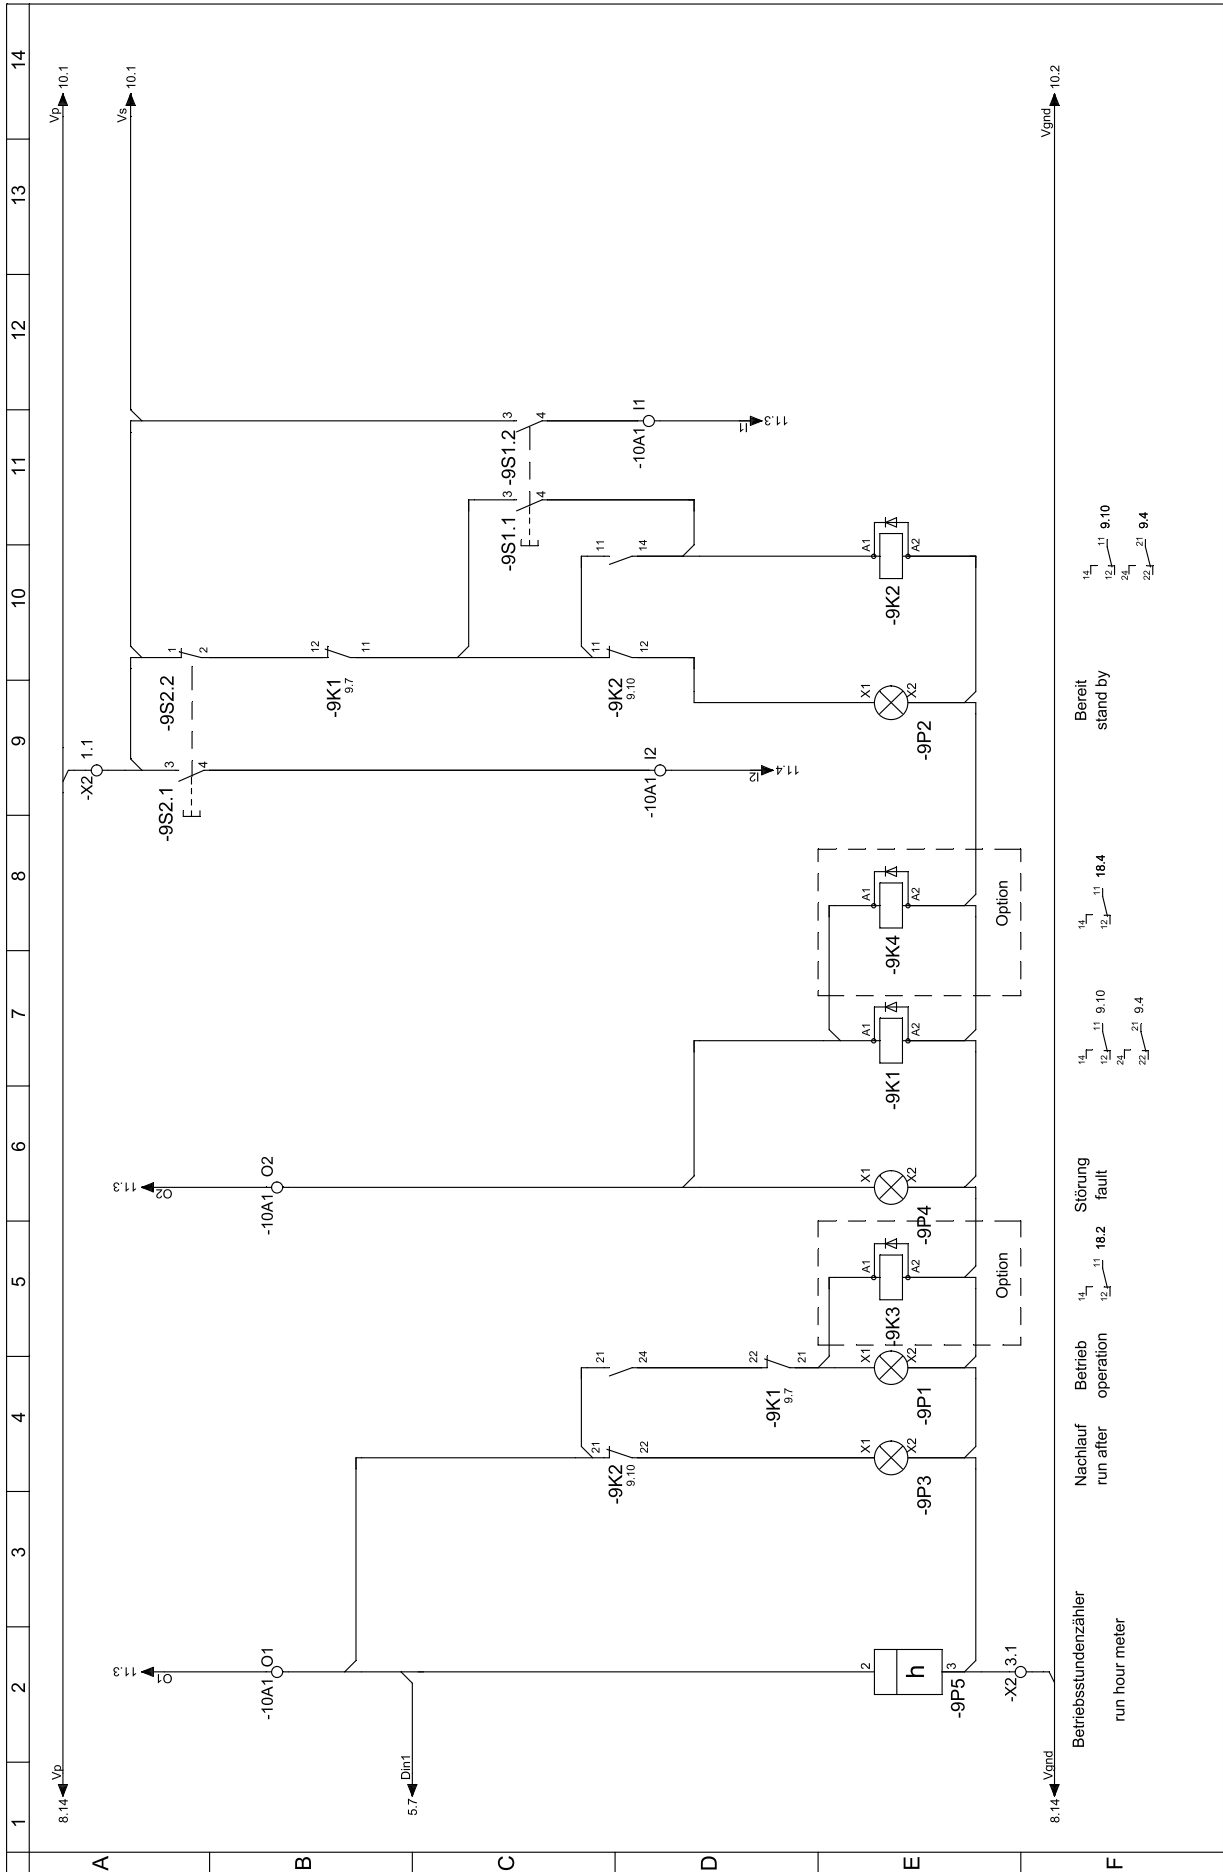 1 2 3 4 5 6 7 8 9 10 11 12 13 14
A
B
C
D
E
F
8.14 Vp
Vp 10.1
Vs 10.1
-X2 1.1
11.3
O1
11.3
O2
-9S2.1
3
4
-9S2.2
1
2
-10A1 O1
-10A1 O2
-9K1
9.7
12
11
5.7 Din1
-9S1.1
3
4
-9S1.2
3
4
-9K2
9.10
21
22
21
24
-9K2
9.10
11
12
11
14
-10A1 I2
-10A1 I1
-9K1
9.7
22
21
I2
11.4
I1
11.3
2
h
3
-9P5
-9P3
X1
X2
-9P1
X1
X2
-9K3
A1
A2
Option
-9P4
X1
X2
-9K1
A1
A2
-9K4
A1
A2
Option
-9P2
X1
X2
-9K2
A1
A2
-X2 3.1
8.14 Vgnd
Vgnd 10.2
Betriebsstundenzähler
run hour meter
Nachlauf
run after
Betrieb
operation
14
12 11 18.2
Störung
fault
14
12 11 9.10
24
22 21 9.4
14
12 11 18.4
Bereit
stand by
14
12 11 9.10
24
22 21 9.4